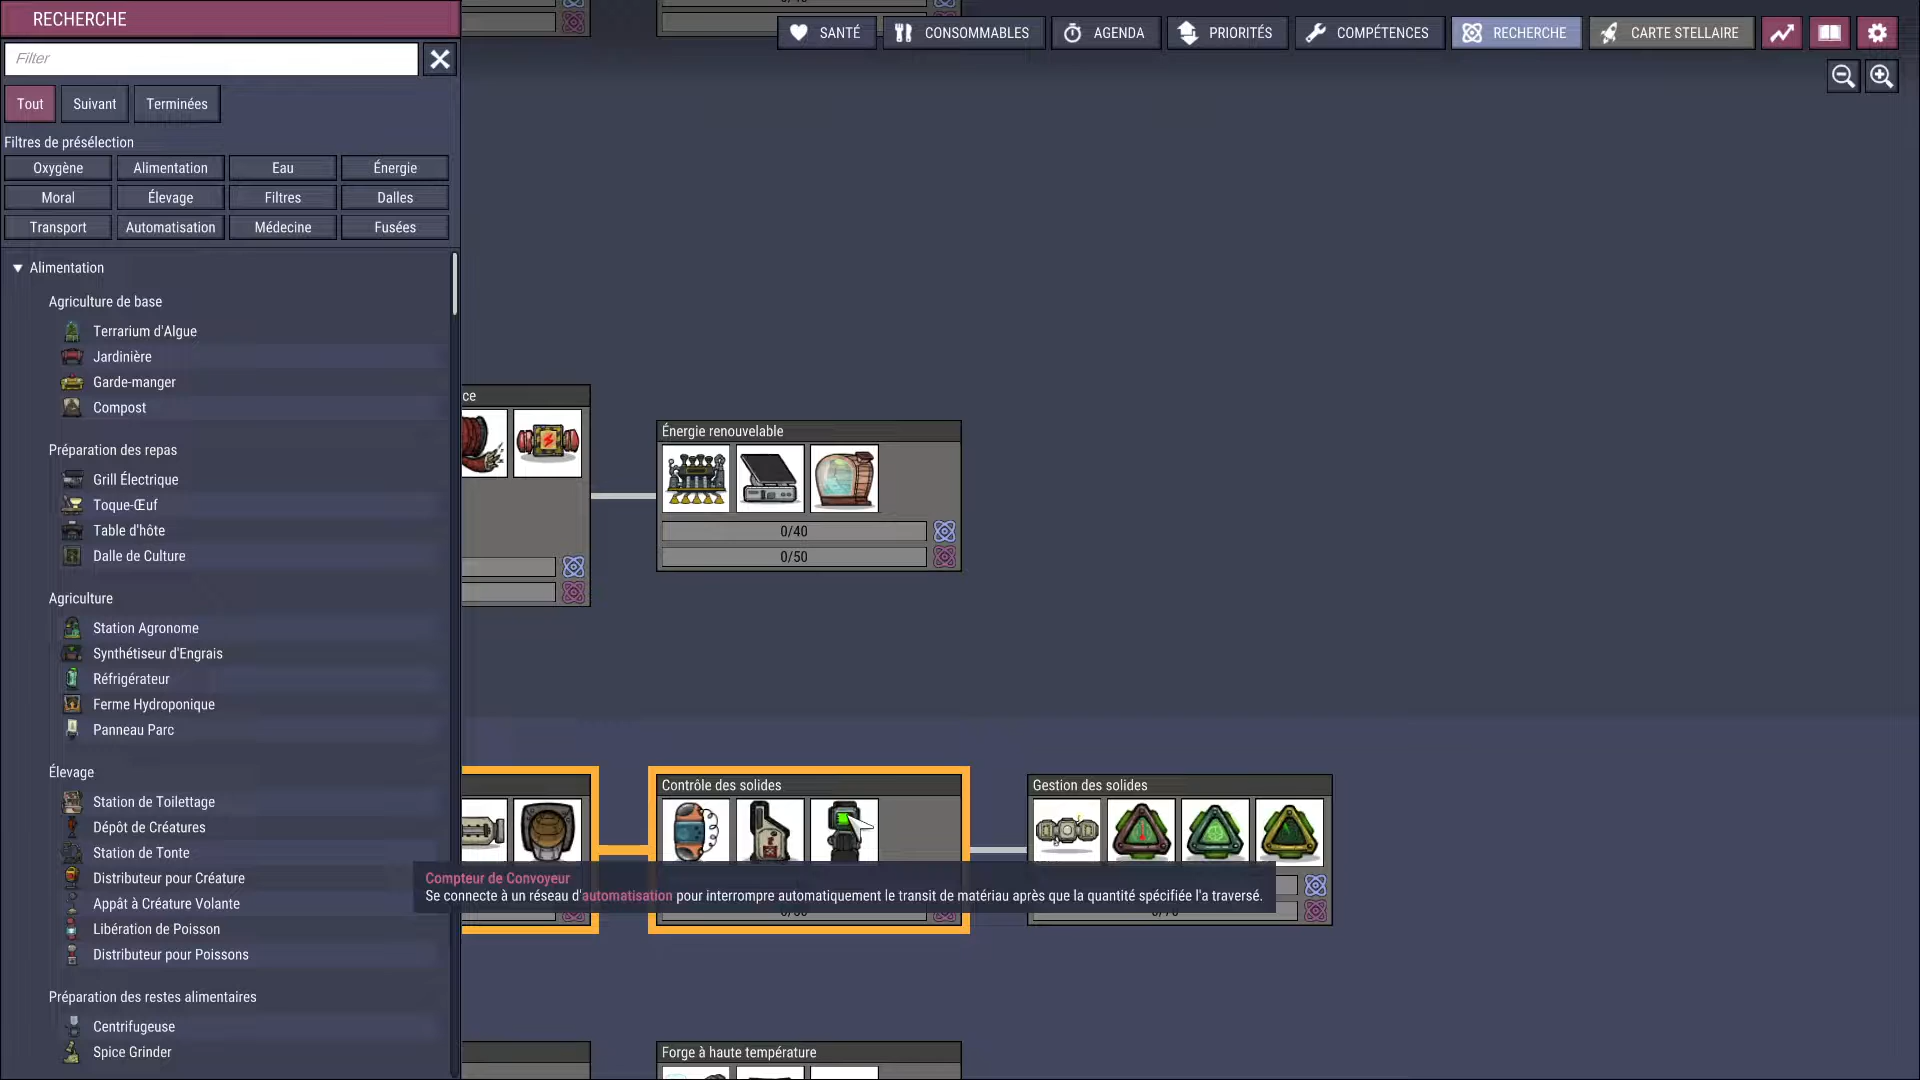 RECHERCHE
SANTÉ
CONSOMMABLES
AGENDA
PRIORITÉS
COMPÉTENCES
RECHERCHE
CARTE STELLAIRE
Filter
Tout
Suivant
Terminées
Filtres de présélection
Oxygène
Alimentation
Eau
Énergie
Moral
Élevage
Filtres
Dalles
Transport
Automatisation
Médecine
Fusées
Alimentation
Agriculture de base
Terrarium d'Algue
Jardinière
Garde-manger
Compost
Préparation des repas
Grill Électrique
Toque-Œuf
Table d'hôte
Dalle de Culture
Agriculture
Station Agronome
Synthétiseur d'Engrais
Réfrigérateur
Ferme Hydroponique
Panneau Parc
Élevage
Station de Toilettage
Dépôt de Créatures
Station de Tonte
Distributeur pour Créature
Appât à Créature Volante
Libération de Poisson
Distributeur pour Poissons
Préparation des restes alimentaires
Centrifugeuse
Spice Grinder
ce
Énergie renouvelable
0/40
0/50
Contrôle des solides
Gestion des solides
Compteur de Convoyeur
Se connecte à un réseau d'automatisation pour interrompre automatiquement le transit de matériau après que la quantité spécifiée l'a traversé.
Forge à haute température